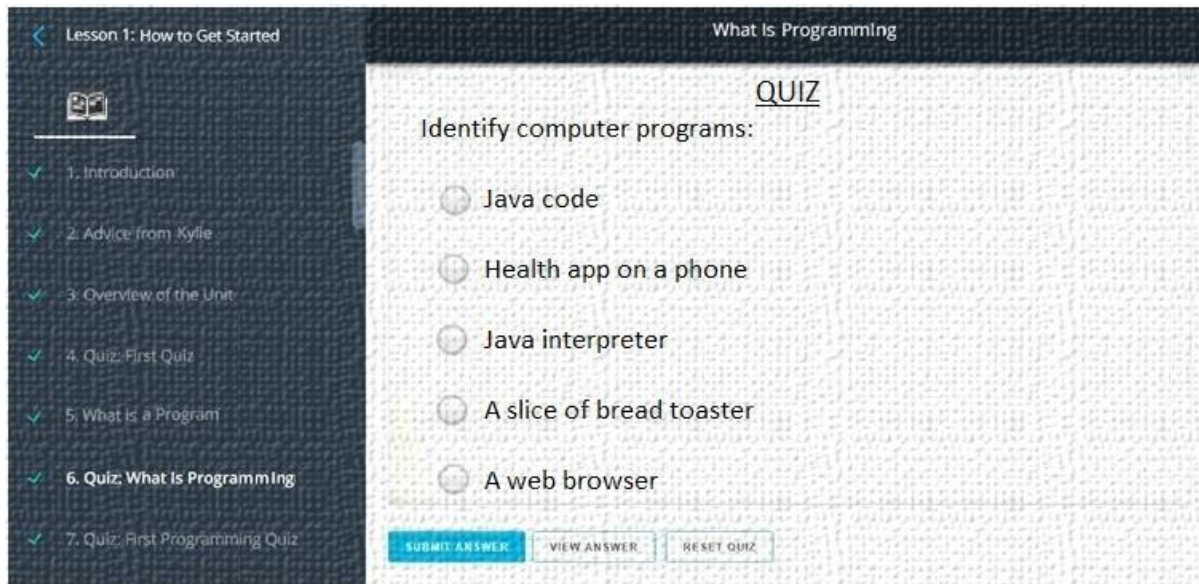 Lesson 1: How to Get Started
1. Introduction
2. Advice from Kylie
3. Overview of the Unit
4. Quiz: First Quiz
5. What is a Program
6. Quiz: What Is Programming
7. Quiz: First Programming Quiz
What Is Programming
QUIZ
Identify computer programs:
Java code
Health app on a phone
Java interpreter
A slice of bread toaster
A web browser
SUBMIT ANSWER
VIEW ANSWER
RESET QUIZ